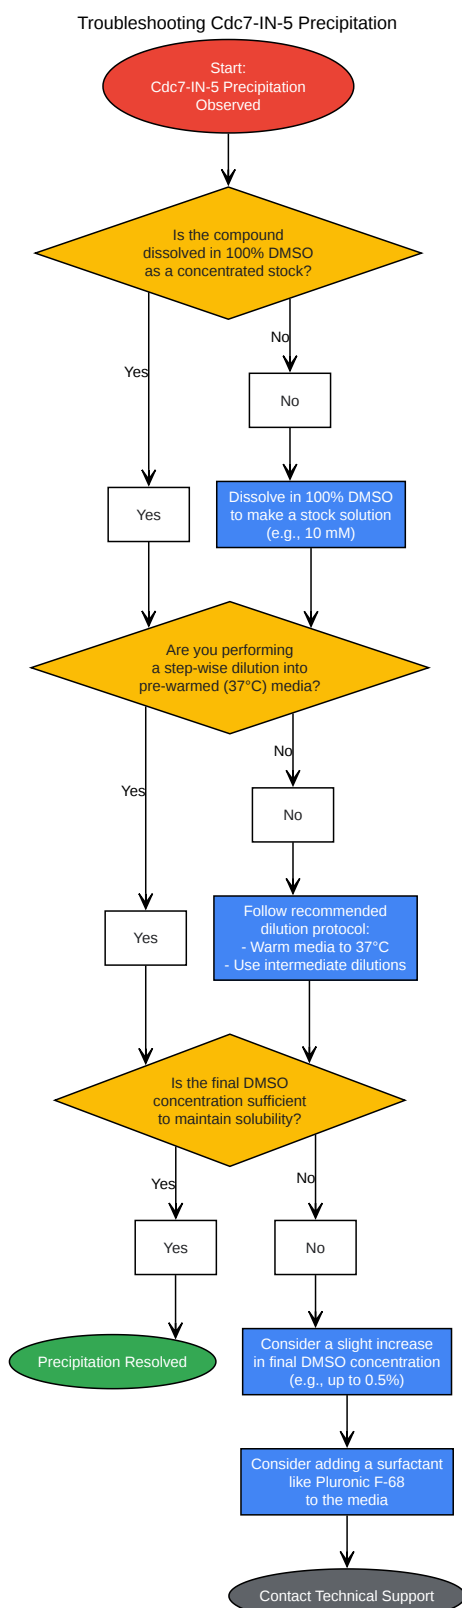 Troubleshooting Cdc7-IN-5 Precipitation
Start:
Cdc7-IN-5 Precipitation
Observed
Is the compound
dissolved in 100% DMSO
as a concentrated stock?
No
Yes
No
Yes
Dissolve in 100% DMSO
to make a stock solution
(e.g., 10 mM)
Are you performing
a step-wise dilution into
pre-warmed (37°C) media?
No
Yes
No
Yes
Follow recommended
dilution protocol:
- Warm media to 37°C
- Use intermediate dilutions
Is the final DMSO
concentration sufficient
to maintain solubility?
Yes
No
Yes
No
Precipitation Resolved
Consider a slight increase
in final DMSO concentration
(e.g., up to 0.5%)
Consider adding a surfactant
like Pluronic F-68
to the media
Contact Technical Support